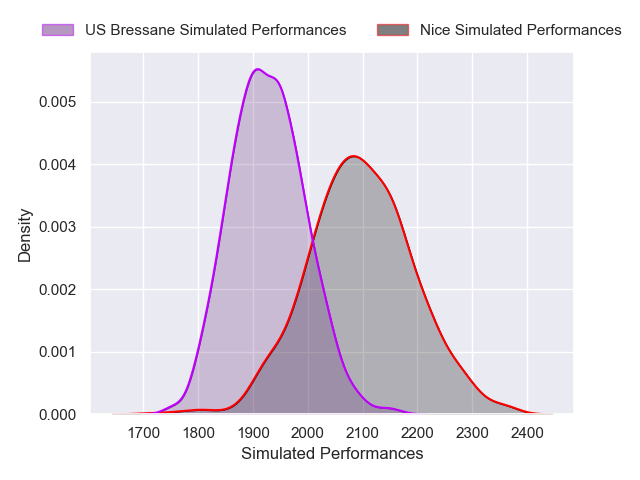 US Bressane Simulated Performances Nice Simulated Performances
0.005
0.004
0.003
0.002
0.001
0.000
Density
1700 1800 1900 2000 2100 2200 2300 2400
Simulated Performances